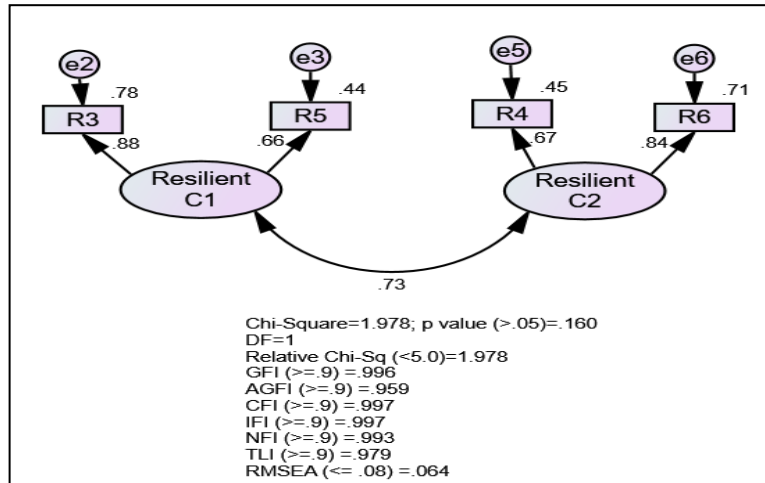 e2
e3
e5
e6
.78
.44
.45
.71
R3
R5
R4
R6
.88
.66
.67
.84
Resilient
C1
Resilient
C2
.73
Chi-Square=1.978; p value (>.05)=.160
DF=1
Relative Chi-Sq (<5.0)=1.978
GFI (>=.9) =.996
AGFI (>=.9) =.959
CFI (>=.9) =.997
IFI (>=.9) =.997
NFI (>=.9) =.993
TLI (>=.9) =.979
RMSEA (<= .08) =.064